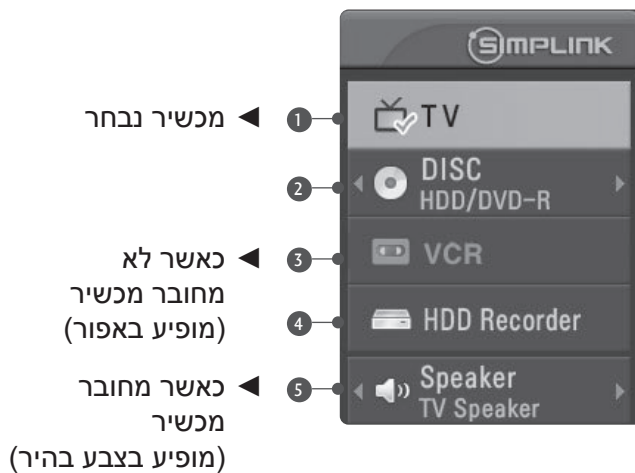 SIMPLINK
מכשיר נבחר ◄ 1 TV
2 DISC
HDD/DVD-R
כאשר לא ◄ 3 VCR
מחובר מכשיר
(מופיע באפור)
4 HDD Recorder
כאשר מחובר ◄ 5 Speaker
TV Speaker
מכשיר
(מופיע בצבע בהיר)